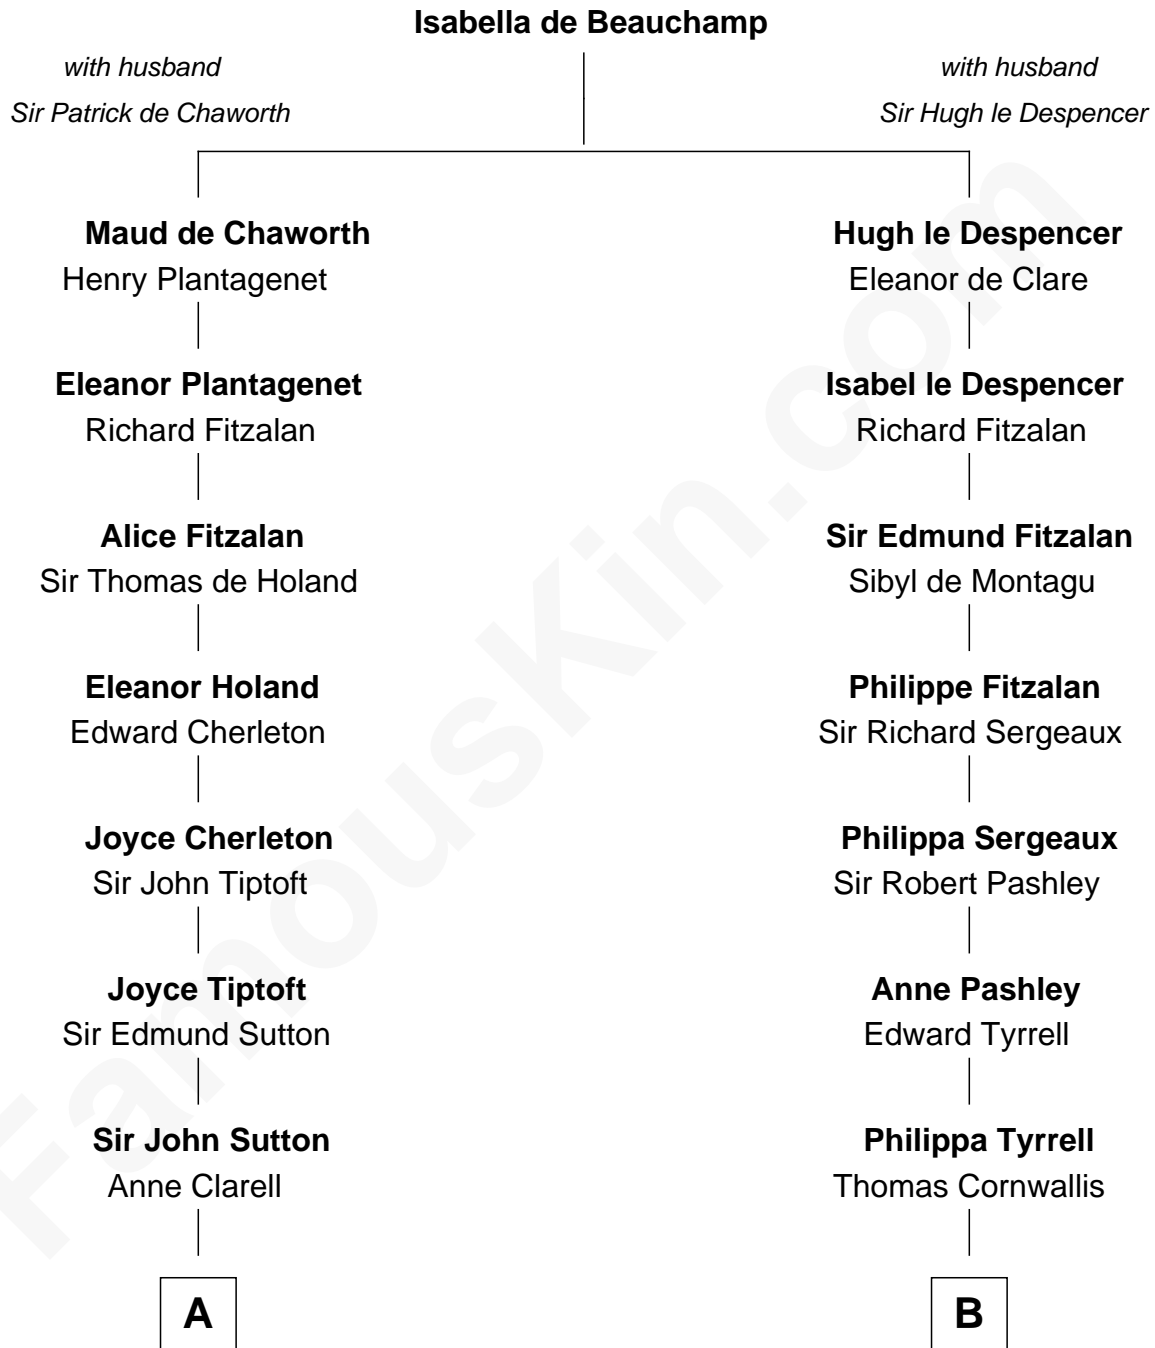 Isabella de Beauchamp
with husband
Sir Patrick de Chaworth
with husband
Sir Hugh le Despencer
Maud de Chaworth
Henry Plantagenet
Hugh le Despencer
Eleanor de Clare
Eleanor Plantagenet
Richard Fitzalan
Isabel le Despencer
Richard Fitzalan
Alice Fitzalan
Sir Thomas de Holand
Sir Edmund Fitzalan
Sibyl de Montagu
Eleanor Holand
Edward Cherleton
Philippe Fitzalan
Sir Richard Sergeaux
Joyce Cherleton
Sir John Tiptoft
Philippa Sergeaux
Sir Robert Pashley
Joyce Tiptoft
Sir Edmund Sutton
Anne Pashley
Edward Tyrrell
Sir John Sutton
Anne Clarell
Philippa Tyrrell
Thomas Cornwallis
A
B
FamousKin.com